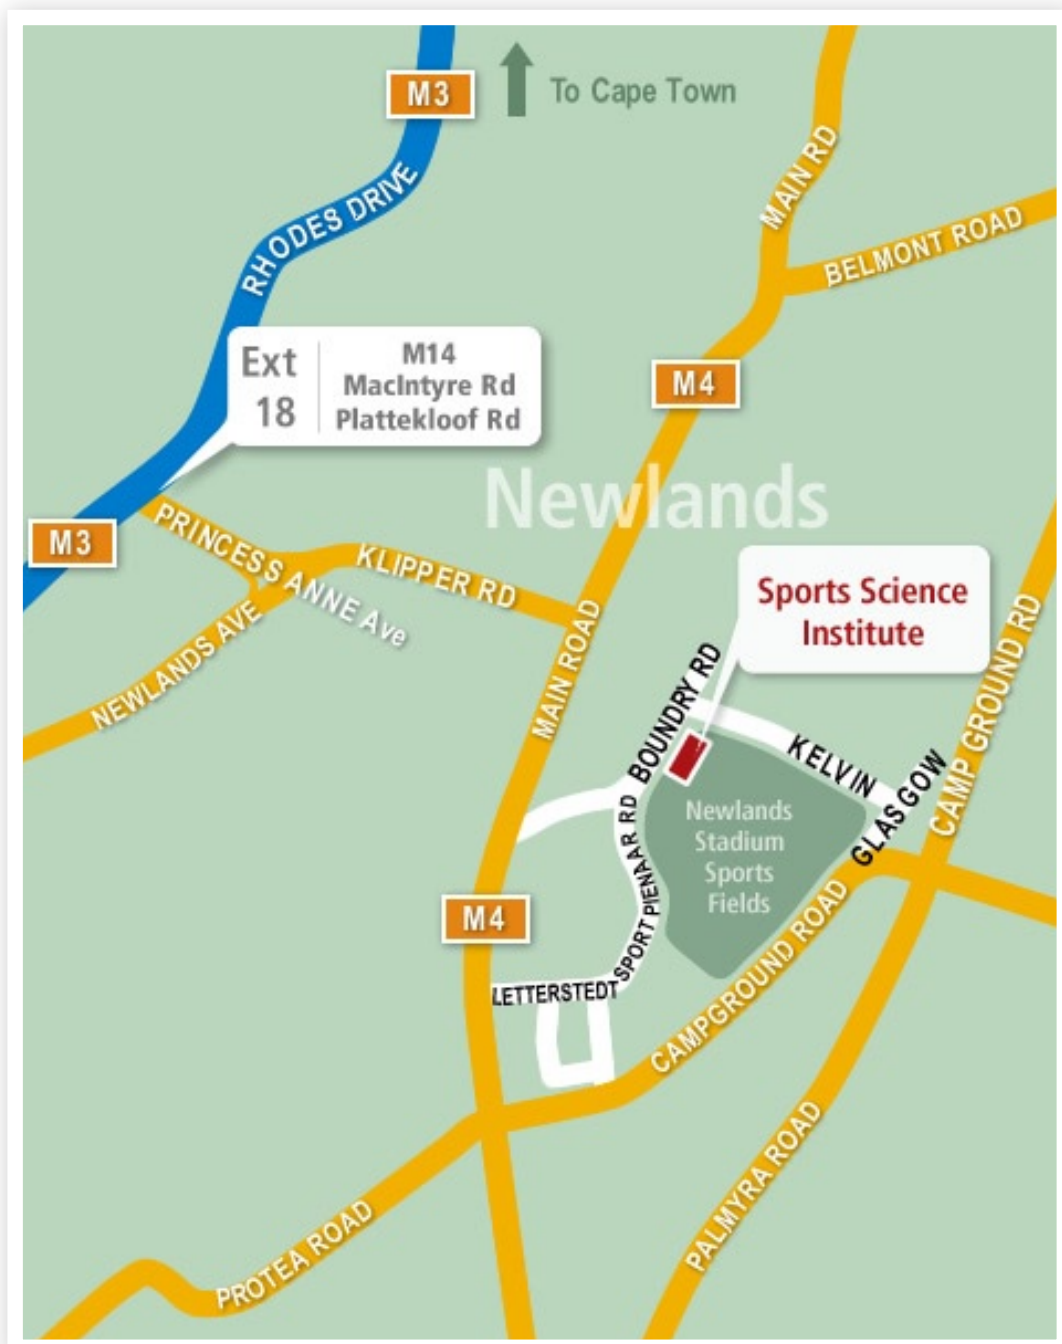 M3
To Cape Town
MAIN RD
RHODES DRIVE
BELMONT ROAD
Ext
18
M14
MacIntyre Rd
Plattekloof Rd
M4
Newlands
M3
PRINCESS ANNE Ave
KLIPPER RD
NEWLANDS AVE
Sports Science
Institute
MAIN ROAD
BOUNDRY RD
CAMP GROUND RD
KELVIN
GLASGOW
Newlands
Stadium
Sports
Fields
SPORT PIENAAR RD
M4
LETTERSTEDT
CAMPGROUND ROAD
PALMYRA ROAD
PROTEA ROAD